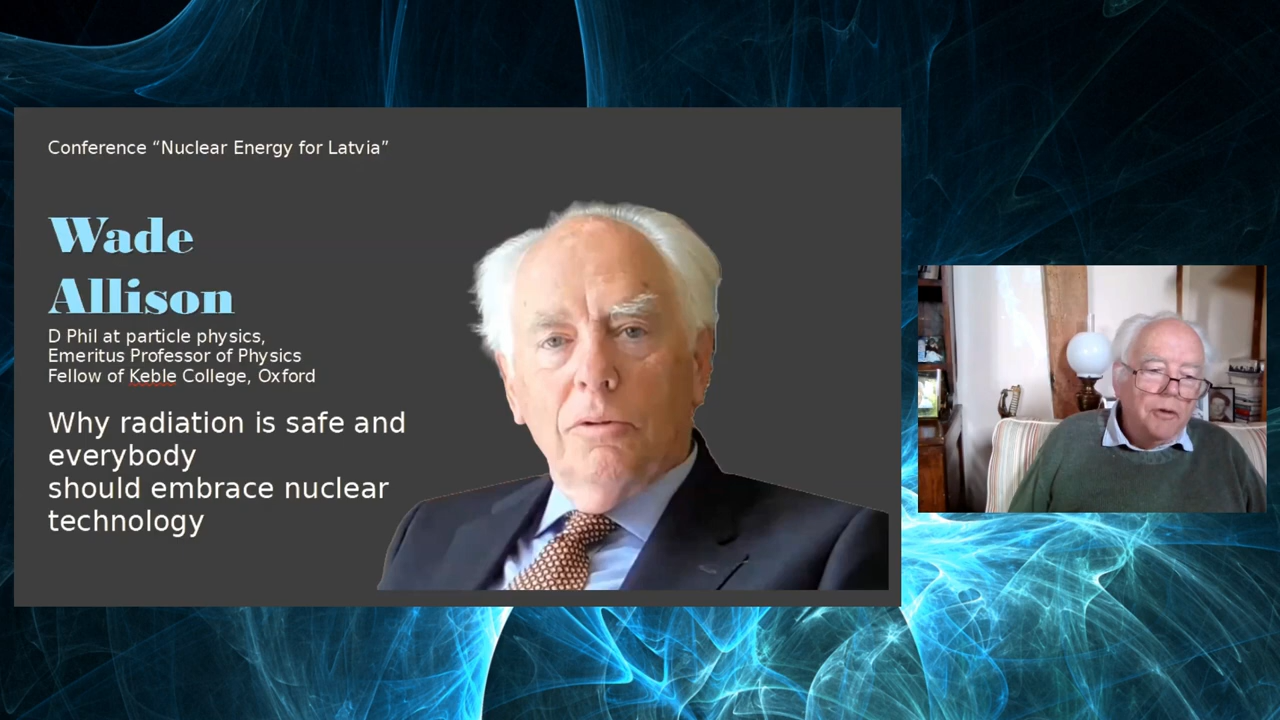 Conference “Nuclear Energy for Latvia”
Wade
Allison
D Phil at particle physics,
Emeritus Professor of Physics
Fellow of Keble College, Oxford
Why radiation is safe and
everybody
should embrace nuclear
technology